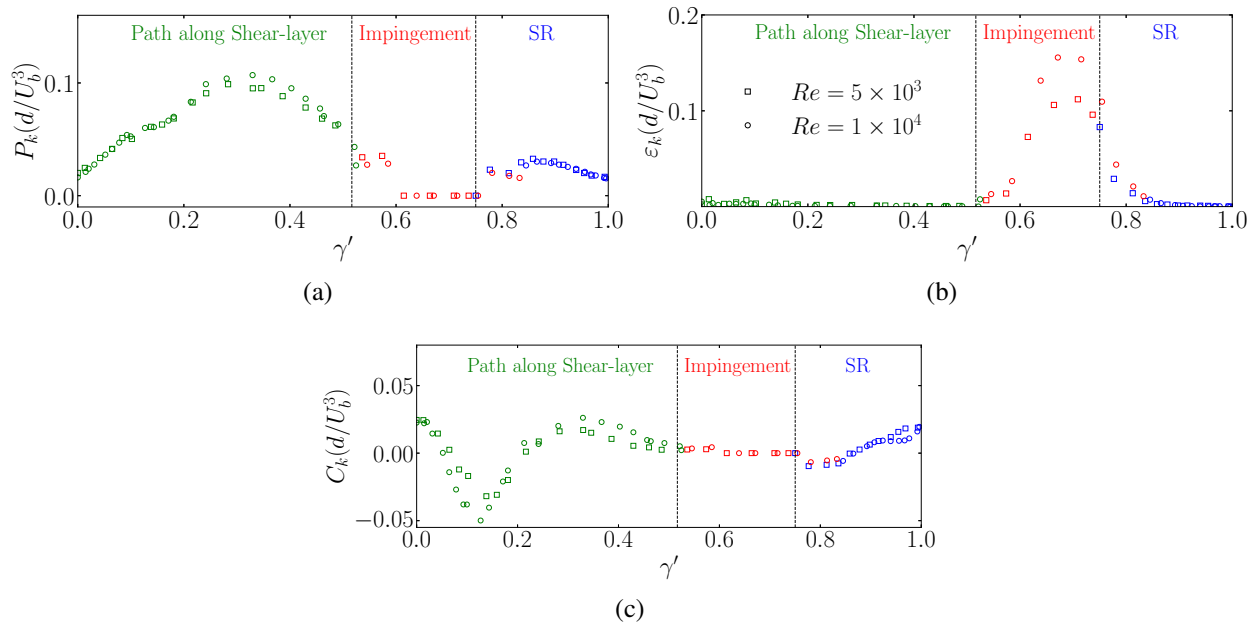 Path along Shear-layer Impingement SR
0.1
0.0
P_k(d/U_b^3)
0.0 0.2 0.4 0.6 0.8 1.0
γ′
(a)
0.2
Path along Shear-layer Impingement SR
0.1
ε_k(d/U_b^3)
Re = 5 × 10^3
Re = 1 × 10^4
0.0 0.2 0.4 0.6 0.8 1.0
γ′
(b)
Path along Shear-layer Impingement SR
0.05
0.00
−0.05
C_k(d/U_b^3)
0.0 0.2 0.4 0.6 0.8 1.0
γ′
(c)